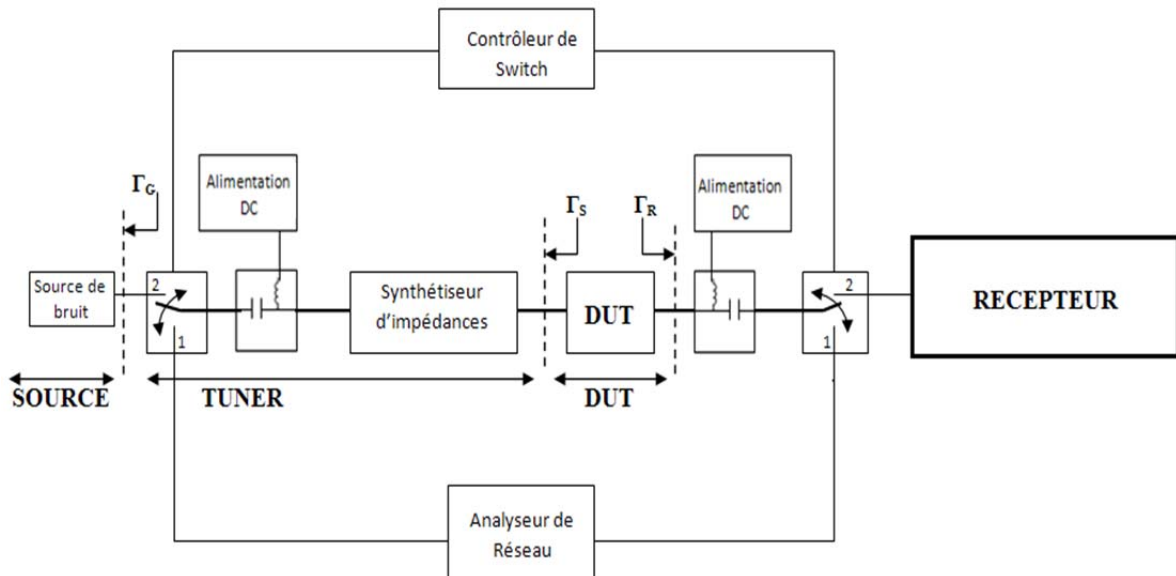 Contrôleur de
Switch
Alimentation
DC
Alimentation
DC
ΓG
ΓS
ΓR
Source de
bruit
2
1
Synthétiseur
d’impédances
DUT
2
1
RECEPTEUR
SOURCE
TUNER
DUT
Analyseur de
Réseau